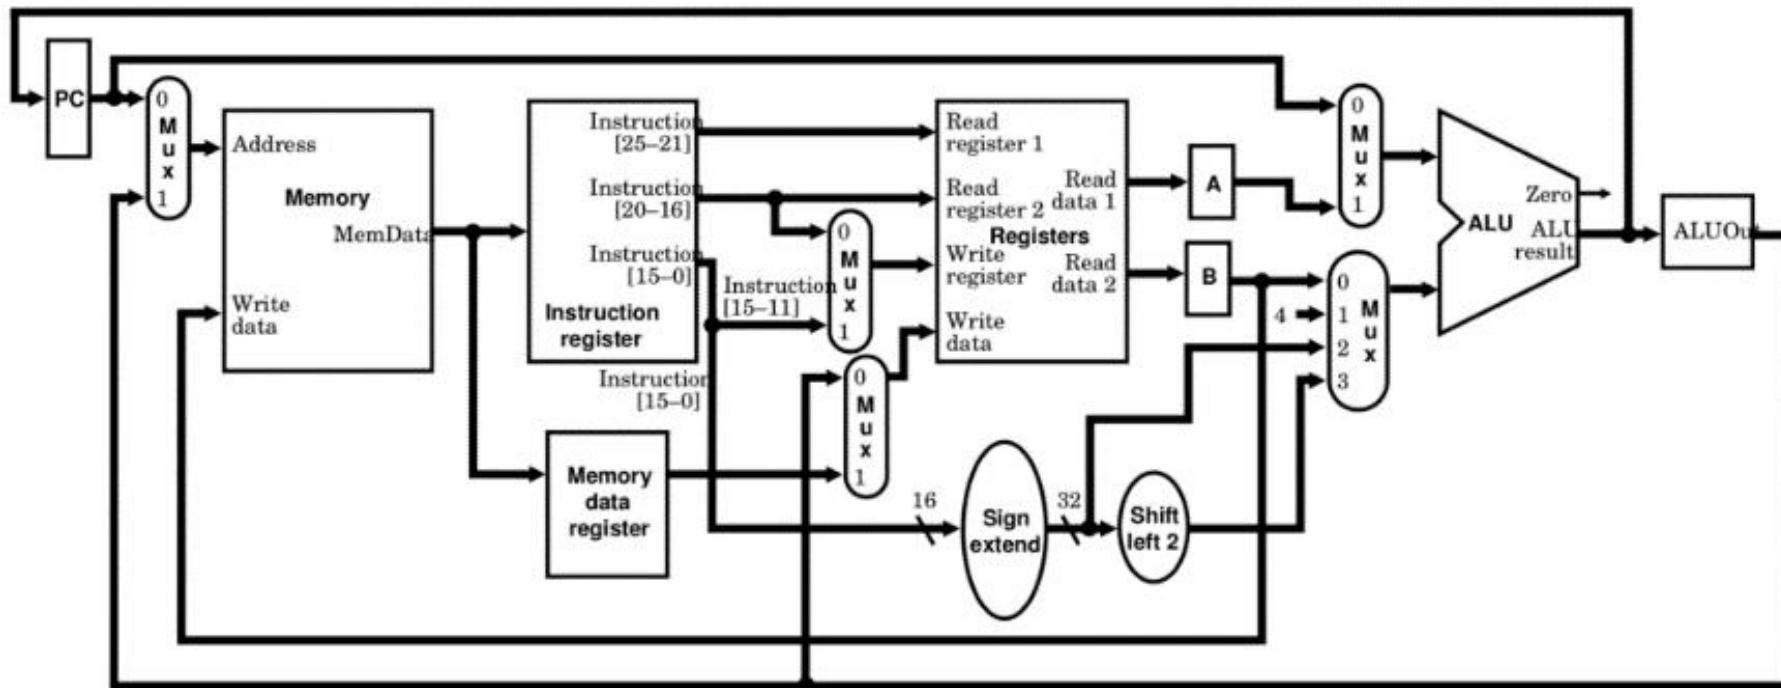 PC
0
M
u
x
1
Address
Memory
MemData
Write
data
Instruction
[25–21]
Instruction
[20–16]
Instruction
[15–0]
Instruction
register
Instruction
[15–11]
Instruction
[15–0]
Memory
data
register
0
M
u
x
1
0
M
u
x
1
Read
register 1
Read
register 2
Registers
Write
register
Write
data
Read
data 1
Read
data 2
16
Sign
extend
32
Shift
left 2
A
B
4
0
M
u
x
1
0
1
2
3
M
u
x
Zero
ALU
ALU
result
ALUOut